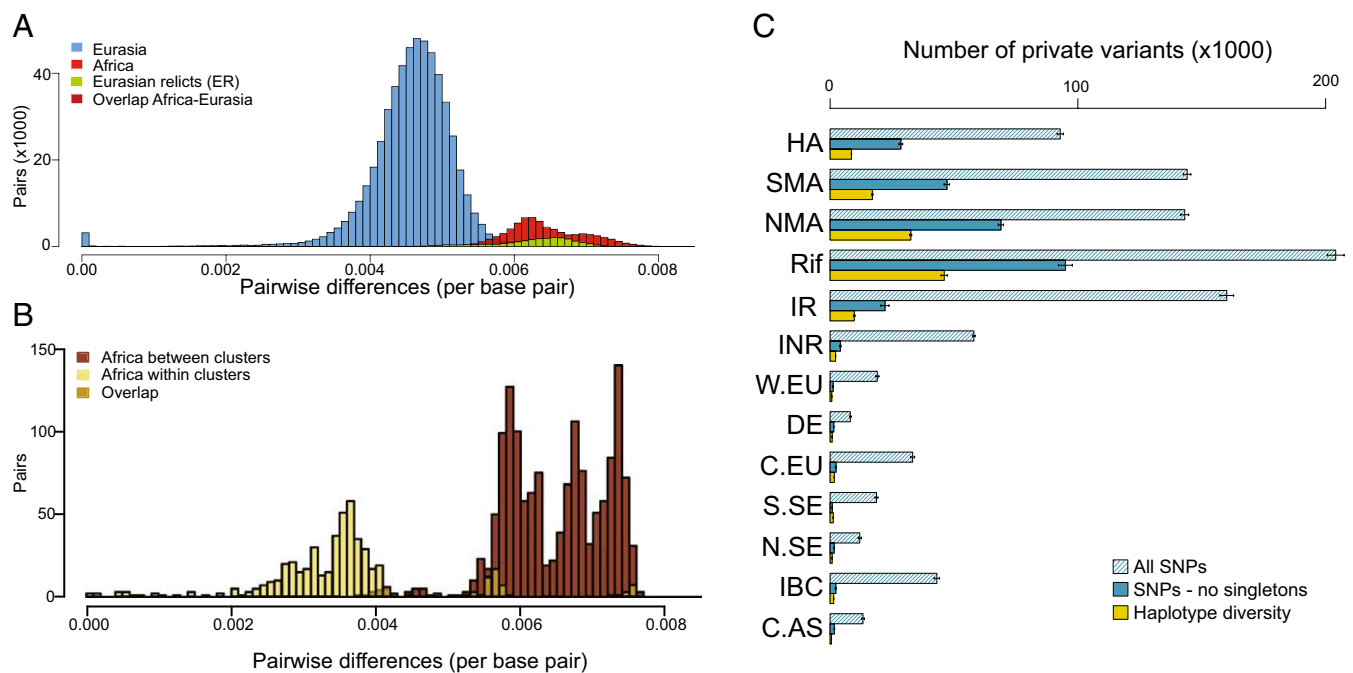 A
Eurasia
Africa
Eurasian relicts (ER)
Overlap Africa-Eurasia
Pairs (x1000)
40
20
0
0.00
0.002
0.004
0.006
0.008
Pairwise differences (per base pair)
B
Africa between clusters
Africa within clusters
Overlap
Pairs
150
100
50
0
0.000
0.002
0.004
0.006
0.008
Pairwise differences (per base pair)
C
Number of private variants (x1000)
0
100
200
HA
SMA
NMA
Rif
IR
INR
W.EU
DE
C.EU
S.SE
N.SE
IBC
C.AS
All SNPs
SNPs - no singletons
Haplotype diversity